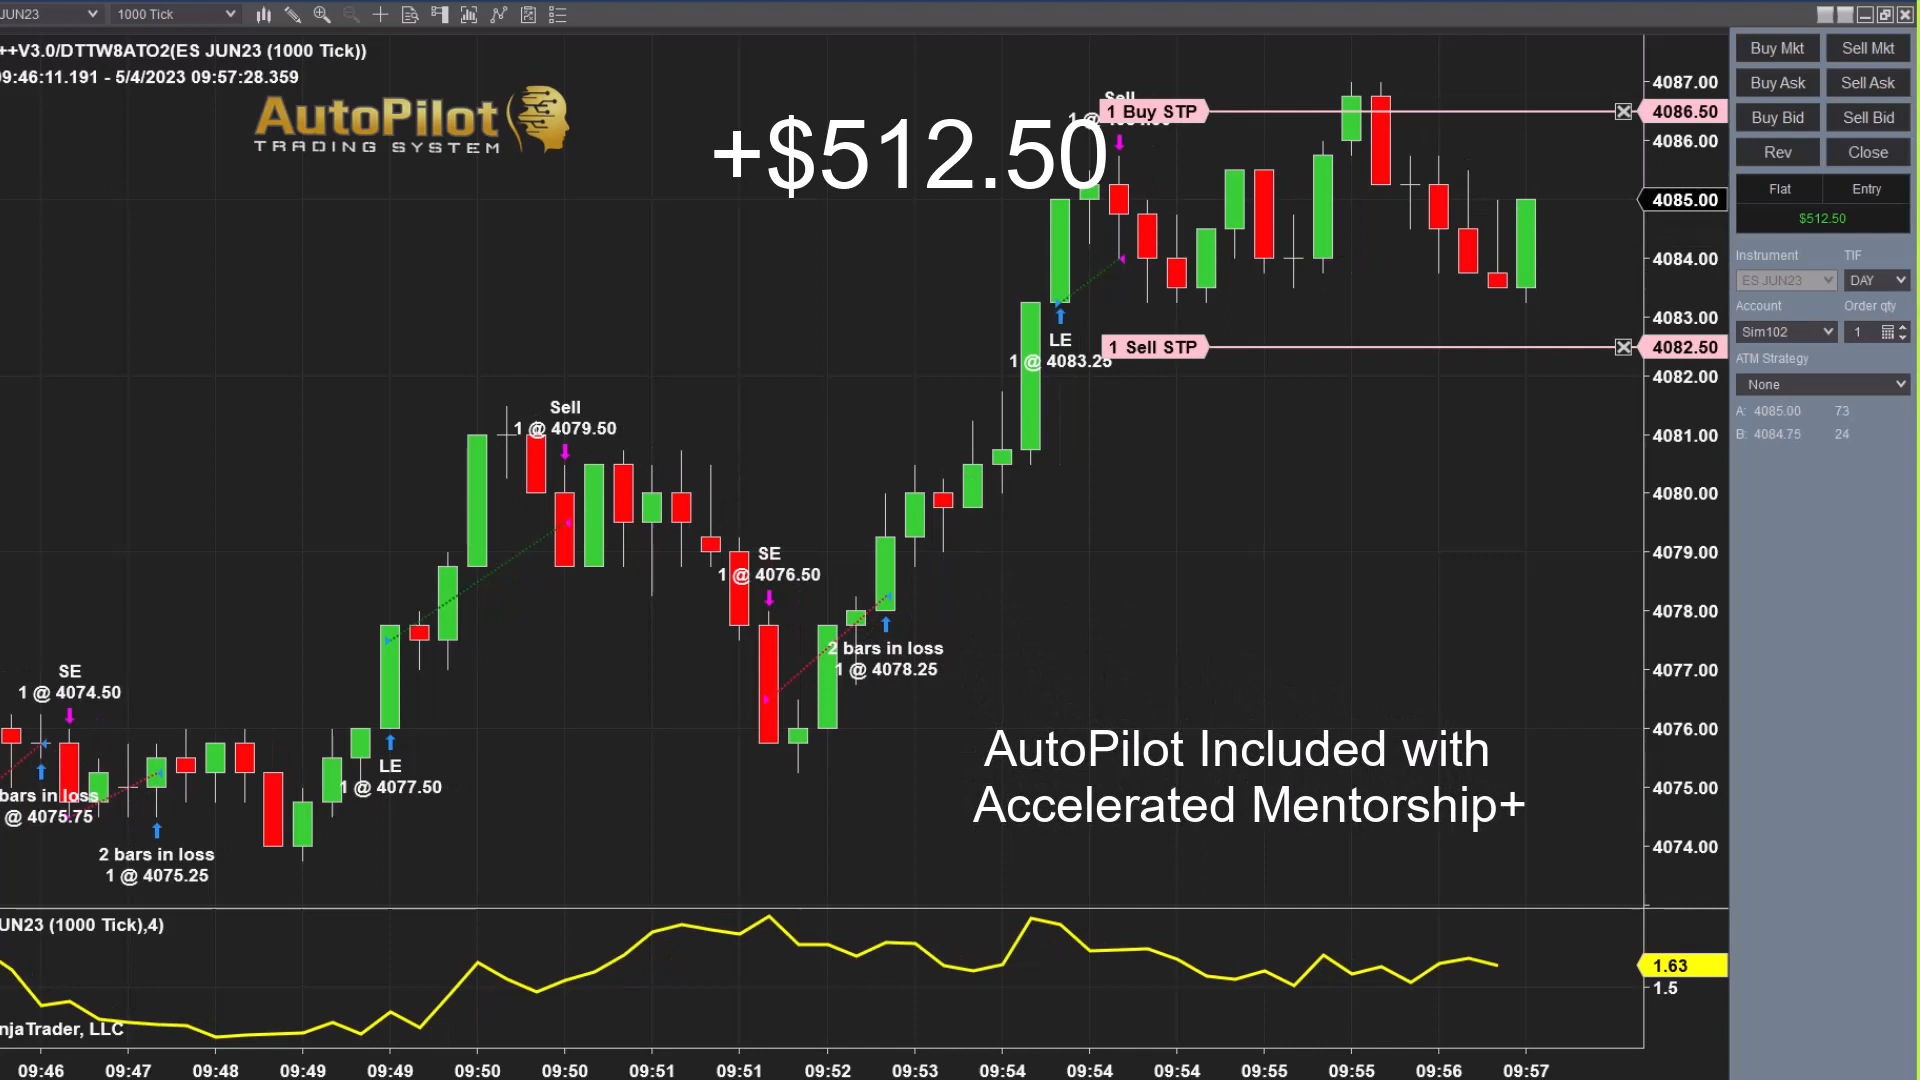 JUN23 1000 Tick
++V3.0/DTTW8ATO2(ES JUN23 (1000 Tick))
09:46:11.191 - 5/4/2023 09:57:28.359
AutoPilot
TRADING SYSTEM
+$512.50
Sell
1 @
1 Buy STP
LE
1 @ 4083.25
1 Sell STP
Sell
1 @ 4079.50
SE
1 @ 4076.50
2 bars in loss
1 @ 4078.25
SE
1 @ 4074.50
LE
1 @ 4077.50
bars in loss
@ 4075.75
2 bars in loss
1 @ 4075.25
AutoPilot Included with
Accelerated Mentorship+
4087.00
4086.50
4086.00
4085.00
4084.00
4083.00
4082.50
4082.00
4081.00
4080.00
4079.00
4078.00
4077.00
4076.00
4075.00
4074.00
UN23 (1000 Tick),4)
1.63
1.5
njaTrader, LLC
09:46 09:47 09:48 09:49 09:49 09:50 09:50 09:51 09:51 09:52 09:53 09:54 09:54 09:54 09:55 09:55 09:56 09:57
Buy Mkt Sell Mkt
Buy Ask Sell Ask
Buy Bid Sell Bid
Rev Close
Flat Entry
$512.50
Instrument TIF
ES JUN23 DAY
Account Order qty
Sim102 1
ATM Strategy
None
A: 4085.00 73
B: 4084.75 24